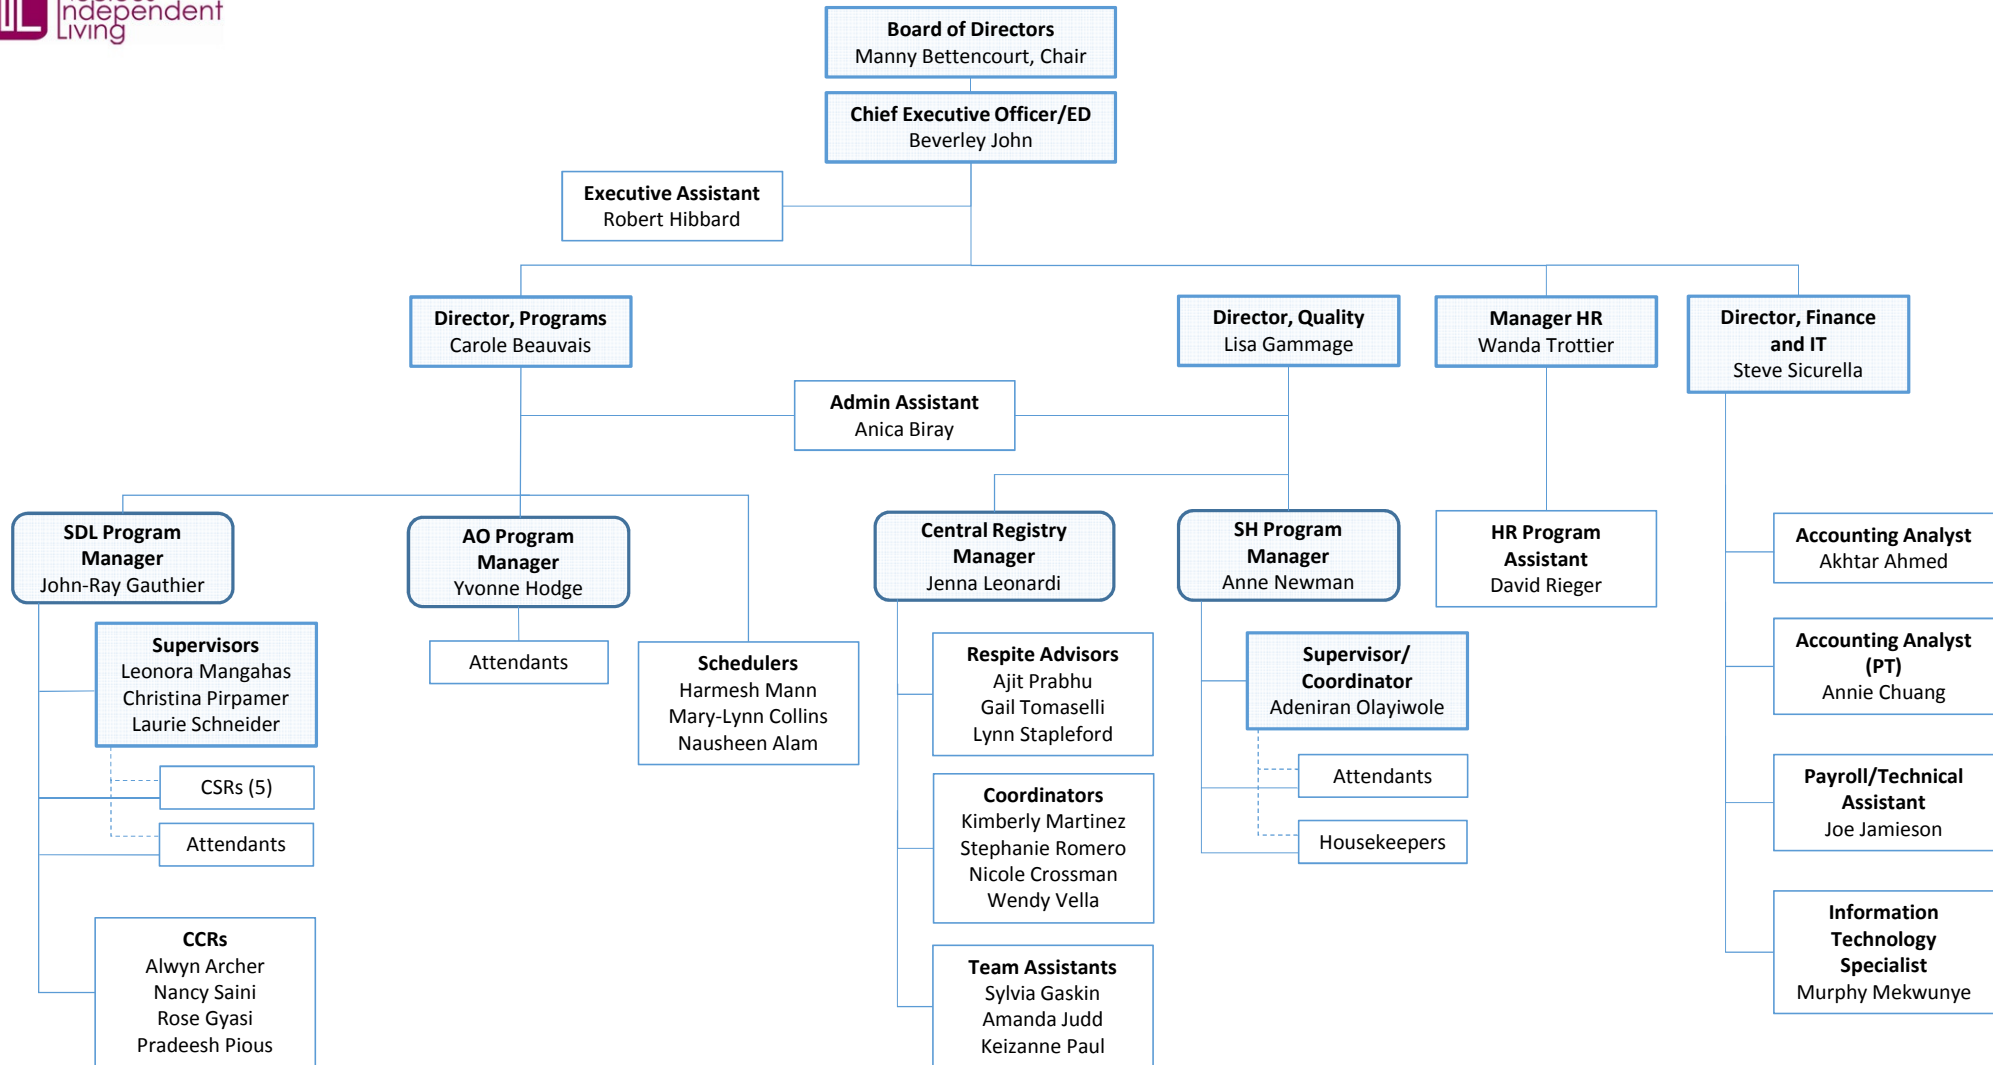 Independent
Living
Board of Directors
Manny Bettencourt, Chair
Chief Executive Officer/ED
Beverley John
Executive Assistant
Robert Hibbard
Director, Programs
Carole Beauvais
Director, Quality
Lisa Gammage
Manager HR
Wanda Trottier
Director, Finance
and IT
Steve Sicurella
Admin Assistant
Anica Biray
SDL Program
Manager
John-Ray Gauthier
AO Program
Manager
Yvonne Hodge
Central Registry
Manager
Jenna Leonardi
SH Program
Manager
Anne Newman
HR Program
Assistant
David Rieger
Accounting Analyst
Akhtar Ahmed
Supervisors
Leonora Mangahas
Christina Pirpamer
Laurie Schneider
Attendants
Schedulers
Harmesh Mann
Mary-Lynn Collins
Nausheen Alam
Respite Advisors
Ajit Prabhu
Gail Tomaselli
Lynn Stapleford
Supervisor/
Coordinator
Adeniran Olayiwole
Accounting Analyst
(PT)
Annie Chuang
CSRs (5)
Attendants
Coordinators
Kimberly Martinez
Stephanie Romero
Nicole Crossman
Wendy Vella
Attendants
Housekeepers
Payroll/Technical
Assistant
Joe Jamieson
CCRs
Alwyn Archer
Nancy Saini
Rose Gyasi
Pradeesh Pious
Team Assistants
Sylvia Gaskin
Amanda Judd
Keizanne Paul
Information
Technology
Specialist
Murphy Mekwunye